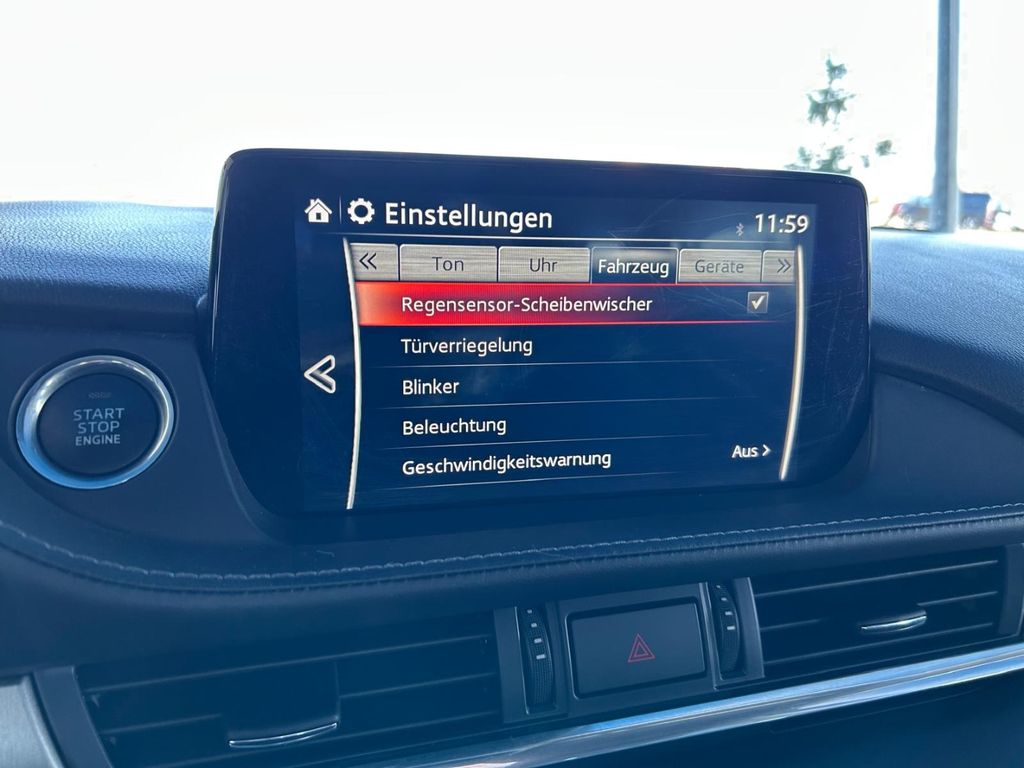 Einstellungen
11:59
Ton
Uhr
Fahrzeug
Geräte
Regensensor-Scheibenwischer
Türverriegelung
Blinker
Beleuchtung
Geschwindigkeitswarnung Aus
START
STOP
ENGINE